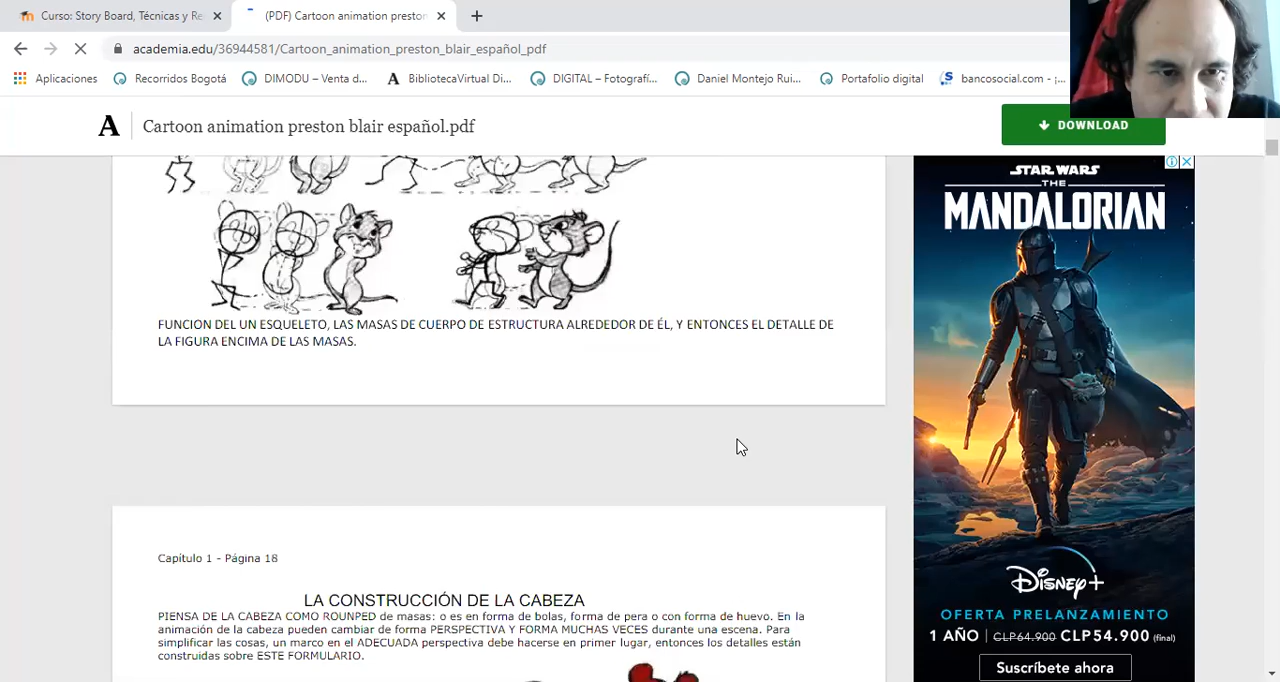 Curso: Story Board, Técnicas y Re
(PDF) Cartoon animation preston
academia.edu/36944581/Cartoon_animation_preston_blair_español_pdf
Aplicaciones
Recorridos Bogotá
DIMODU – Venta d...
BibliotecaVirtual Di...
DIGITAL – Fotografí...
Daniel Montejo Rui...
Portafolio digital
bancosocial.com - ¡...
A
Cartoon animation preston blair español.pdf
DOWNLOAD
FUNCION DEL UN ESQUELETO, LAS MASAS DE CUERPO DE ESTRUCTURA ALREDEDOR DE ÉL, Y ENTONCES EL DETALLE DE
LA FIGURA ENCIMA DE LAS MASAS.
Capítulo 1 - Página 18
LA CONSTRUCCIÓN DE LA CABEZA
PIENSA DE LA CABEZA COMO ROUNPED de masas: o es en forma de bolas, forma de pera o con forma de huevo. En la
animación de la cabeza pueden cambiar de forma PERSPECTIVA Y FORMA MUCHAS VECES durante una escena. Para
simplificar las cosas, un marco en el ADECUADA perspectiva debe hacerse en primer lugar, entonces los detalles están
construidas sobre ESTE FORMULARIO.
STAR WARS
THE
MANDALORIAN
Disney+
OFERTA PRELANZAMIENTO
1 AÑO | CLP64.900 CLP54.900 (final)
Suscríbete ahora